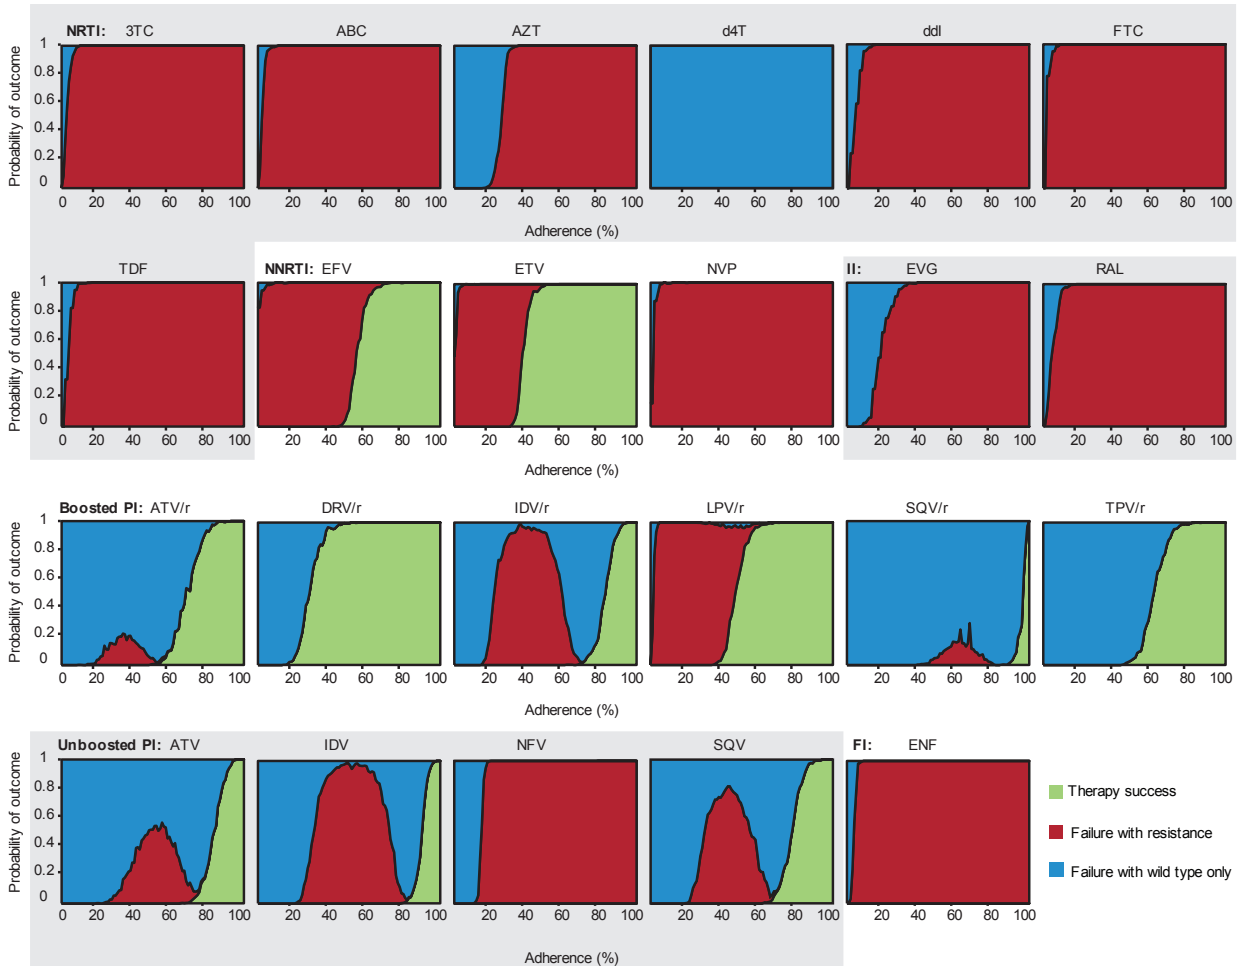 NRTI: 3TC ABC AZT d4T ddI FTC
Probability of outcome
1
0.8
0.6
0.4
0.2
0
0 20 40 60 80 100 20 40 60 80 100 20 40 60 80 100 20 40 60 80 100 20 40 60 80 100 20 40 60 80 100
Adherence (%)
TDF NNRTI: EFV ETV NVP II: EVG RAL
Probability of outcome
1
0.8
0.6
0.4
0.2
0
0 20 40 60 80 100 20 40 60 80 100 20 40 60 80 100 20 40 60 80 100 20 40 60 80 100 20 40 60 80 100
Adherence (%)
Boosted PI: ATV/r DRV/r IDV/r LPV/r SQV/r TPV/r
Probability of outcome
1
0.8
0.6
0.4
0.2
0
0 20 40 60 80 100 20 40 60 80 100 20 40 60 80 100 20 40 60 80 100 20 40 60 80 100 20 40 60 80 100
Adherence (%)
Unboosted PI: ATV IDV NFV SQV FI: ENF
Probability of outcome
1
0.8
0.6
0.4
0.2
0
0 20 40 60 80 100 20 40 60 80 100 20 40 60 80 100 20 40 60 80 100 20 40 60 80 100
Adherence (%)
Therapy success
Failure with resistance
Failure with wild type only